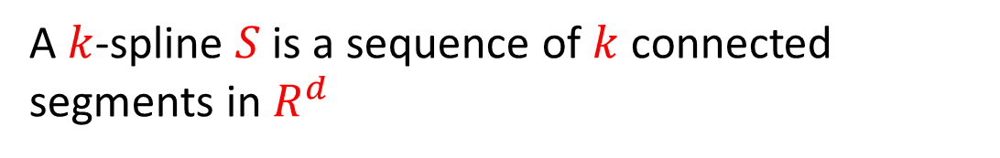 A k-spline S is a sequence of k connected
segments in R^d